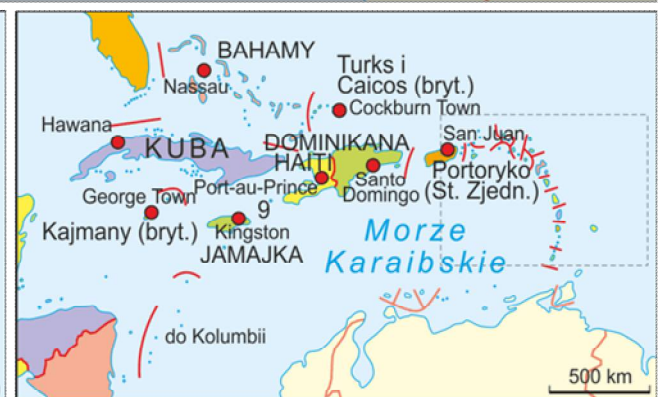 BAHAMY
Nassau
Turks i
Caicos (bryt.)
Cockburn Town
Hawana
KUBA
DOMINIKANA
HAITI
San Juan
Port-au-Prince
Santo
Domingo
Portoryko
(St. Zjedn.)
George Town
Kajmany (bryt.)
9
Kingston
JAMAJKA
Morze
Karaibskie
do Kolumbii
500 km